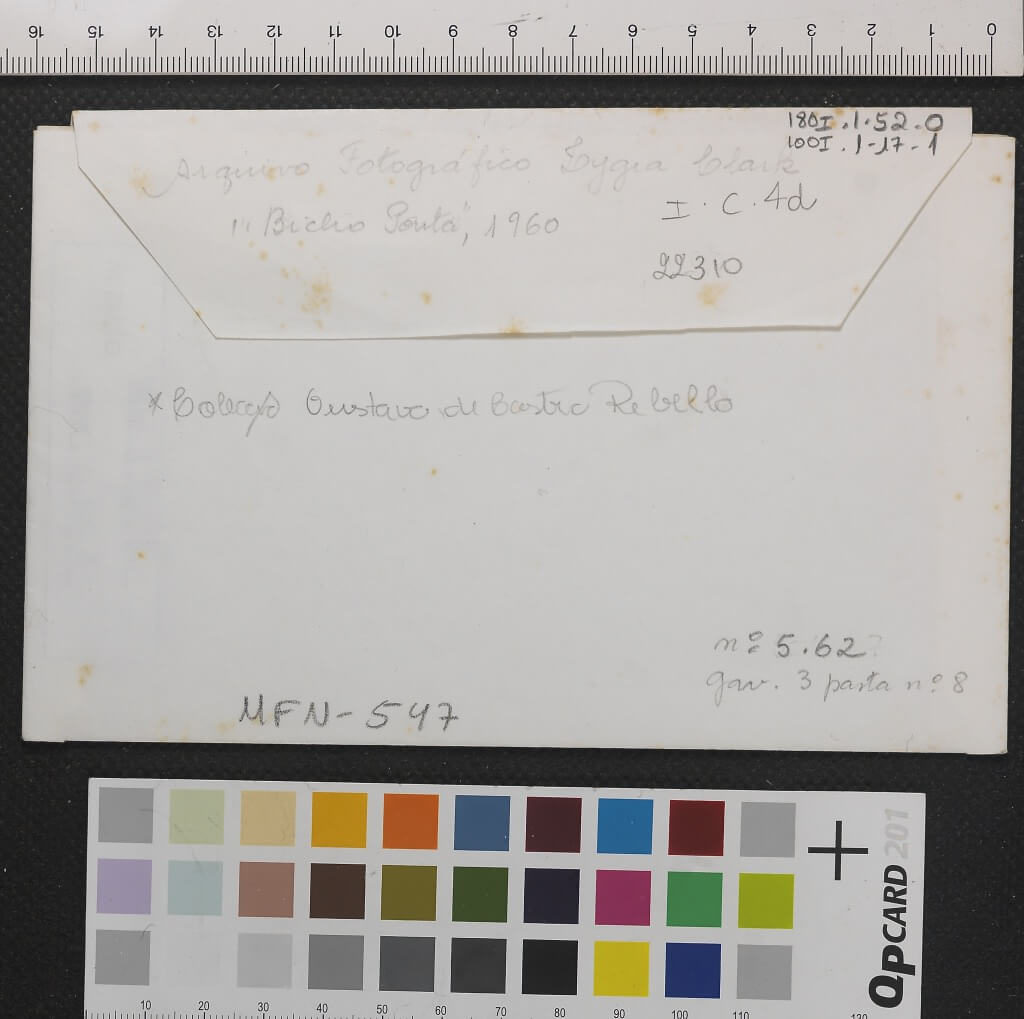 16 15 14 13 12 11 10 9 8 7 6 5 4 3 2 1 0
180I.1.52.0
100I.1-17-1
Arquivo Fotográfico Lygia Clark
"Bicho Ponta", 1960
I.C.4d
22310
* Coleção Gustavo de Castro Rebello
nº 5.62?
gav. 3 pasta nº 8
MFN-547
QPCARD 201
10 20 30 40 50 60 70 80 90 100 110 130